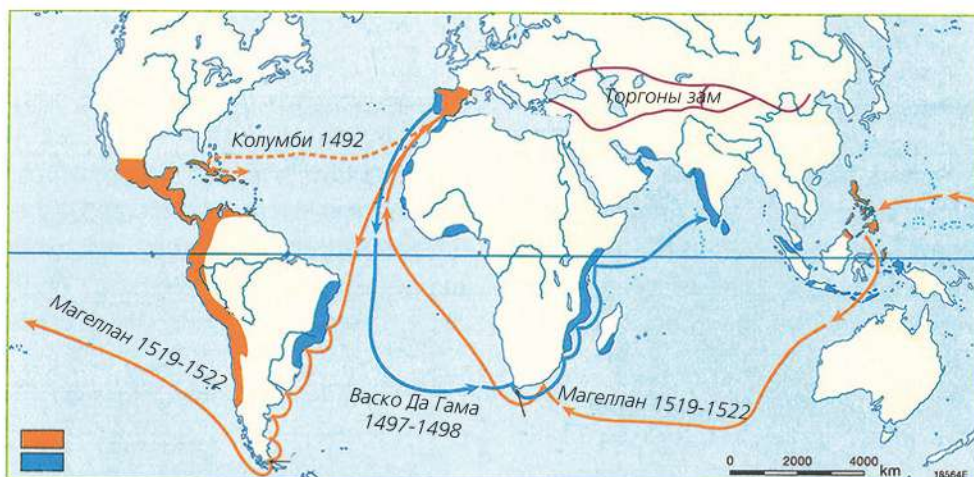 Торгоны зам
Колумби 1492
Магеллан 1519-1522
Васко Да Гама
1497-1498
Магеллан 1519-1522
0 2000 4000
km
18564E